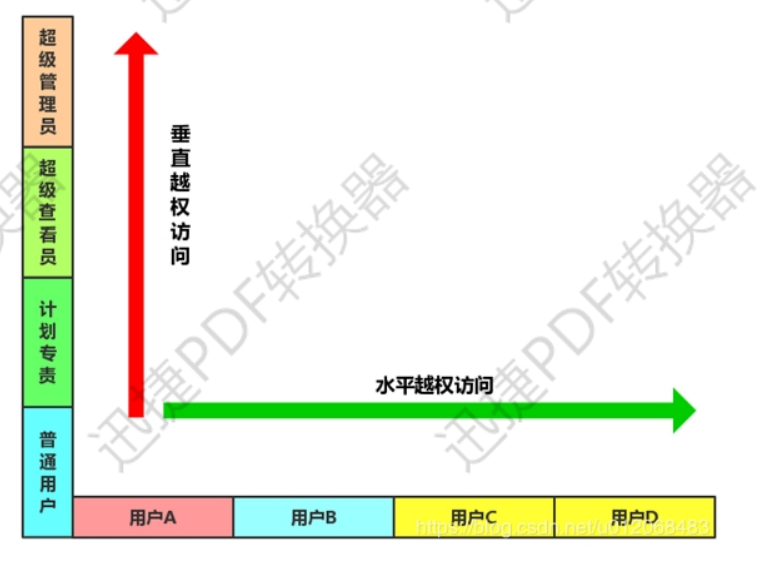 超级管理员
垂直越权访问
超级查看员
计划专责
水平越权访问
普通用户
用户A
用户B
用户C
用户D
迅捷PDF转换器
迅捷PDF转换器
换器
https://blog.csdn.net/u012068483